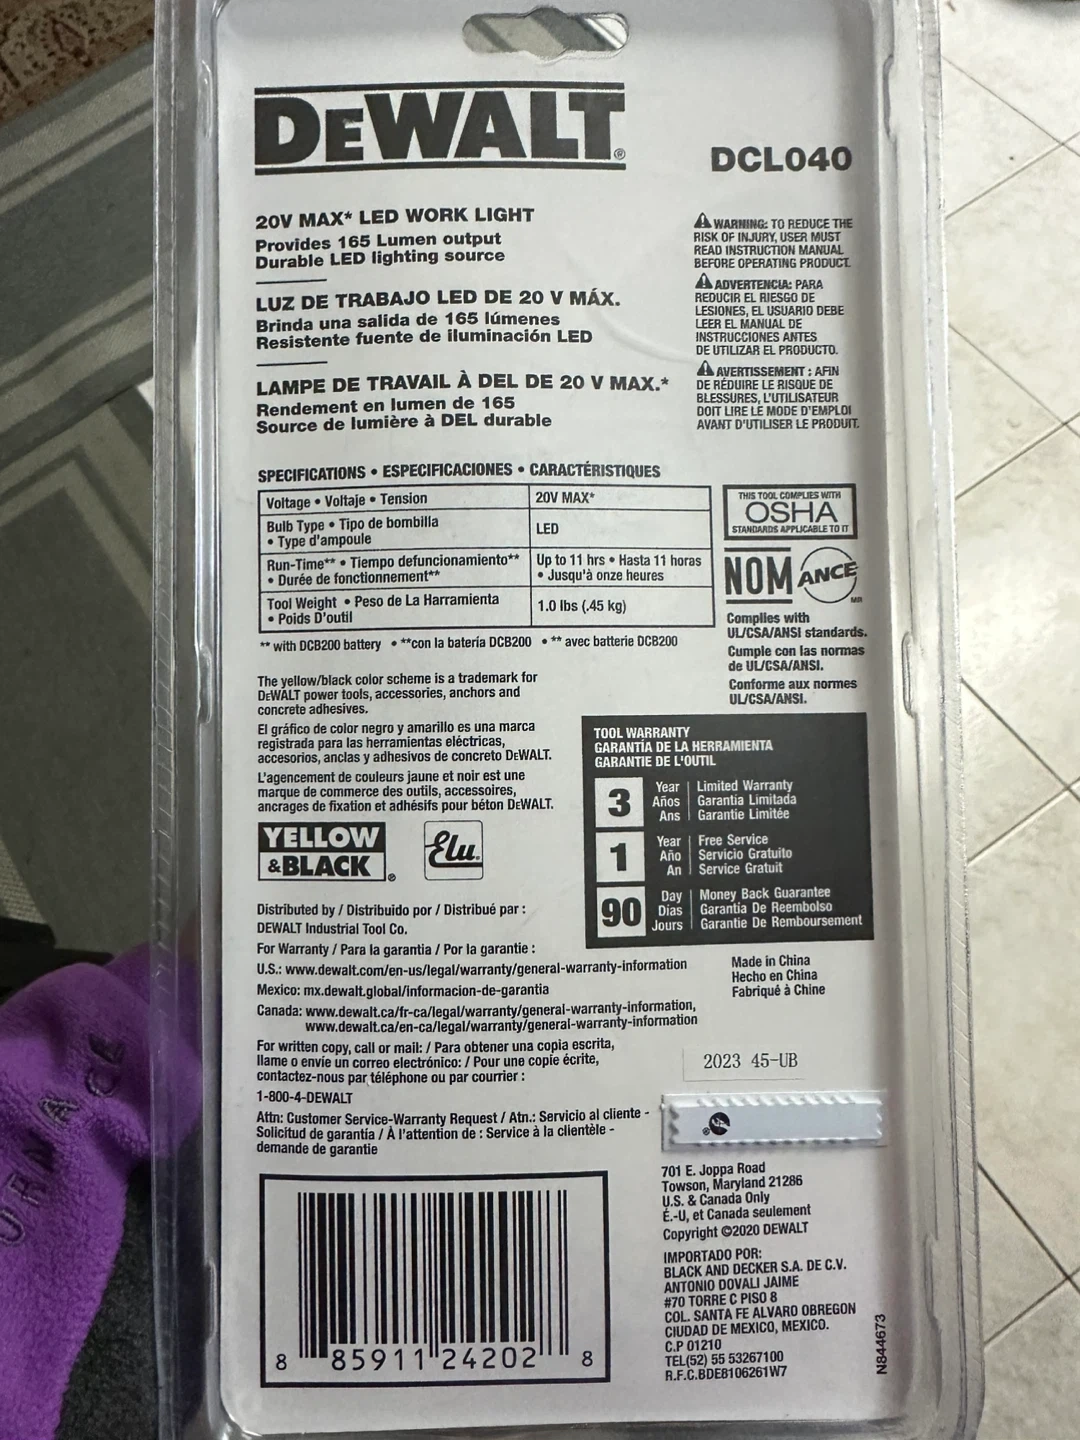 DEWALT®
DCL040
20V MAX* LED WORK LIGHT
Provides 165 Lumen output
Durable LED lighting source
LUZ DE TRABAJO LED DE 20 V MÁX.
Brinda una salida de 165 lúmenes
Resistente fuente de iluminación LED
LAMPE DE TRAVAIL À DEL DE 20 V MAX.*
Rendement en lumen de 165
Source de lumière à DEL durable
⚠ WARNING: TO REDUCE THE
RISK OF INJURY, USER MUST
READ INSTRUCTION MANUAL
BEFORE OPERATING PRODUCT.
⚠ ADVERTENCIA: PARA
REDUCIR EL RIESGO DE
LESIONES, EL USUARIO DEBE
LEER EL MANUAL DE
INSTRUCCIONES ANTES
DE UTILIZAR EL PRODUCTO.
⚠ AVERTISSEMENT : AFIN
DE RÉDUIRE LE RISQUE DE
BLESSURES, L'UTILISATEUR
DOIT LIRE LE MODE D'EMPLOI
AVANT D'UTILISER LE PRODUIT.
SPECIFICATIONS • ESPECIFICACIONES • CARACTÉRISTIQUES
Voltage • Voltaje • Tension 20V MAX*
Bulb Type • Tipo de bombilla
• Type d'ampoule LED
Run-Time** • Tiempo defuncionamiento** Up to 11 hrs • Hasta 11 horas
• Durée de fonctionnement** • Jusqu'à onze heures
Tool Weight • Peso de La Harramienta
• Poids D'outil 1.0 lbs (.45 kg)
** with DCB200 battery • **con la batería DCB200 • ** avec batterie DCB200
THIS TOOL COMPLIES WITH
OSHA
STANDARDS APPLICABLE TO IT
NOM ANCE MR
Complies with
UL/CSA/ANSI standards.
Cumple con las normas
de UL/CSA/ANSI.
Conforme aux normes
UL/CSA/ANSI.
The yellow/black color scheme is a trademark for
DEWALT power tools, accessories, anchors and
concrete adhesives.
El gráfico de color negro y amarillo es una marca
registrada para las herramientas eléctricas,
accesorios, anclas y adhesivos de concreto DEWALT.
L'agencement de couleurs jaune et noir est une
marque de commerce des outils, accessoires,
ancrages de fixation et adhésifs pour béton DEWALT.
YELLOW
&BLACK®
Elu®
TOOL WARRANTY
GARANTÍA DE LA HERRAMIENTA
GARANTIE DE L'OUTIL
3
Year | Limited Warranty
Años | Garantia Limitada
Ans | Garantie Limitée
1
Year | Free Service
Año | Servicio Gratuito
An | Service Gratuit
90
Day | Money Back Guarantee
Dias | Garantia De Reembolso
Jours | Garantie De Remboursement
Distributed by / Distribuido por / Distribué par :
DEWALT Industrial Tool Co.
For Warranty / Para la garantia / Por la garantie :
U.S.: www.dewalt.com/en-us/legal/warranty/general-warranty-information
Mexico: mx.dewalt.global/informacion-de-garantia
Canada: www.dewalt.ca/fr-ca/legal/warranty/general-warranty-information,
www.dewalt.ca/en-ca/legal/warranty/general-warranty-information
For written copy, call or mail: / Para obtener una copia escrita,
llame o envíe un correo electrónico: / Pour une copie écrite,
contactez-nous par téléphone ou par courrier :
1-800-4-DEWALT
Attn: Customer Service-Warranty Request / Atn.: Servicio al cliente -
Solicitud de garantia / À l'attention de : Service à la clientèle -
demande de garantie
Made in China
Hecho en China
Fabriqué à Chine
2023 45-UB
701 E. Joppa Road
Towson, Maryland 21286
U.S. & Canada Only
É.-U, et Canada seulement
Copyright ©2020 DEWALT
IMPORTADO POR:
BLACK AND DECKER S.A. DE C.V.
ANTONIO DOVALI JAIME
#70 TORRE C PISO 8
COL. SANTA FE ALVARO OBREGON
CIUDAD DE MEXICO, MEXICO.
C.P 01210
TEL(52) 55 53267100
R.F.C.BDE8106261W7
N844673
8 85911 24202 8